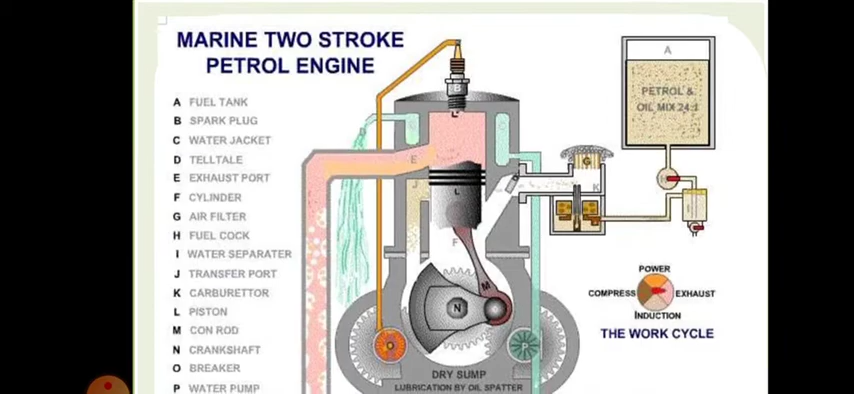 MARINE TWO STROKE
PETROL ENGINE
A FUEL TANK
B SPARK PLUG
C WATER JACKET
D TELLTALE
E EXHAUST PORT
F CYLINDER
G AIR FILTER
H FUEL COCK
I WATER SEPARATER
J TRANSFER PORT
K CARBURETTOR
L PISTON
M CON ROD
N CRANKSHAFT
O BREAKER
P WATER PUMP
B
C
E
J
L
F
M
N
O
DRY SUMP
LUBRICATION BY OIL SPATTER
A
PETROL &
OIL MIX 24:1
G
K
H
POWER
COMPRESS
EXHAUST
INDUCTION
THE WORK CYCLE